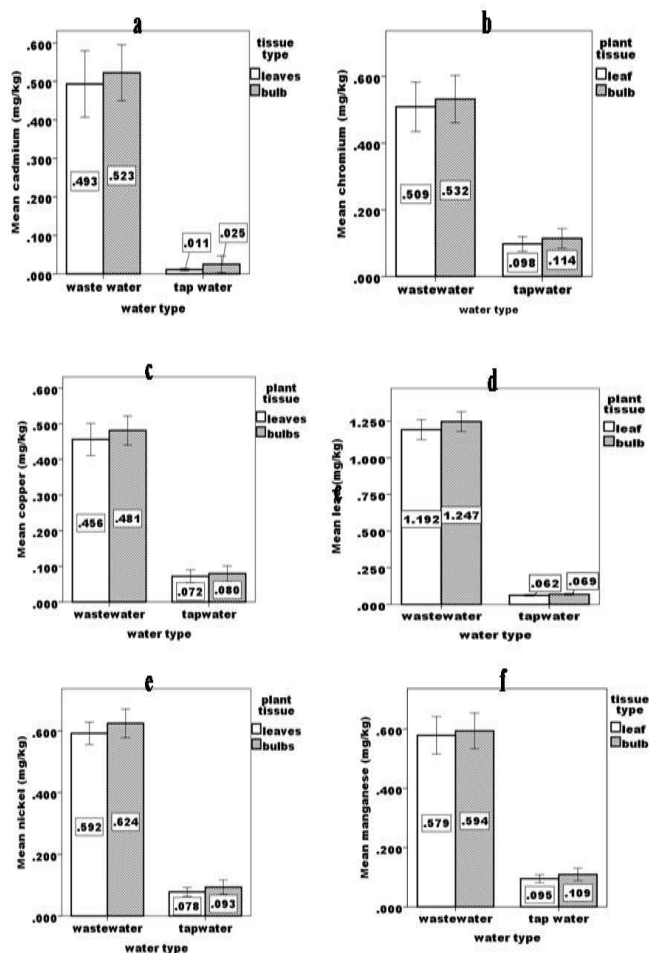 a
tissue type
leaves
bulb
Mean cadmium (mg/kg)
.600
.500
.400
.300
.200
.100
.000
.493
.523
.011
.025
waste water
tap water
water type
b
plant tissue
leaf
bulb
Mean chromium (mg/kg)
.600
.400
.200
.000
.509
.532
.098
.114
wastewater
tapwater
water type
c
plant tissue
leaves
bulbs
Mean copper (mg/kg)
.600
.500
.400
.300
.200
.100
.000
.456
.481
.072
.080
wastewater
tapwater
water type
d
plant tissue
leaf
bulb
Mean lead(mg/kg)
1.250
1.000
.750
.500
.250
.000
1.192
1.247
.062
.069
wastewater
tapwater
water type
e
plant tissue
leaves
bulbs
Mean nickel (mg/kg)
.600
.400
.200
.000
.592
.624
.078
.093
wastewater
tapwater
water type
f
tissue type
leaf
bulb
Mean manganese (mg/kg)
.600
.400
.200
.000
.579
.594
.095
.109
wastewater
tap water
water type